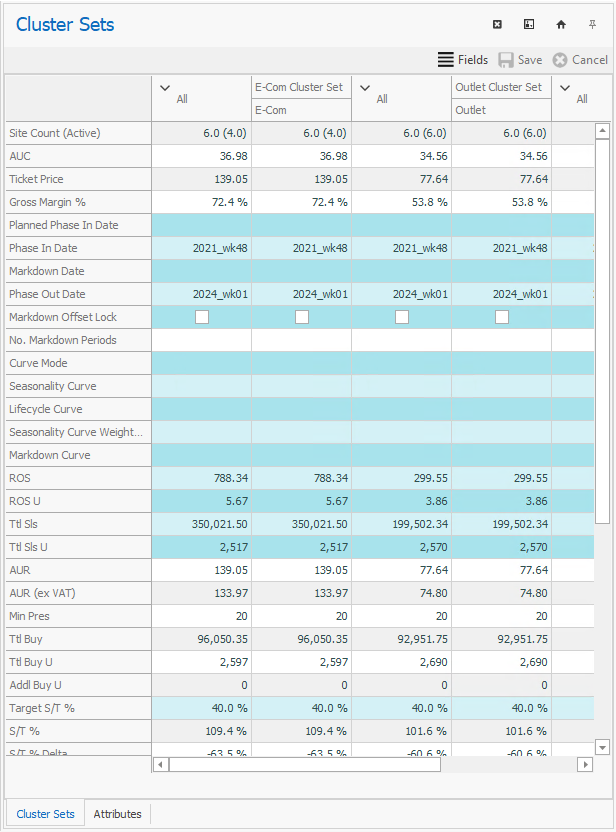 Cluster Sets
Fields Save Cancel
All E-Com Cluster Set All Outlet Cluster Set All
E-Com Outlet
Site Count (Active) 6.0 (4.0) 6.0 (4.0) 6.0 (6.0) 6.0 (6.0)
AUC 36.98 36.98 34.56 34.56
Ticket Price 139.05 139.05 77.64 77.64
Gross Margin % 72.4 % 72.4 % 53.8 % 53.8 %
Planned Phase In Date
Phase In Date 2021_wk48 2021_wk48 2021_wk48 2021_wk48
Markdown Date
Phase Out Date 2024_wk01 2024_wk01 2024_wk01 2024_wk01
Markdown Offset Lock
No. Markdown Periods
Curve Mode
Seasonality Curve
Lifecycle Curve
Seasonality Curve Weight...
Markdown Curve
ROS 788.34 788.34 299.55 299.55
ROS U 5.67 5.67 3.86 3.86
Ttl Sls 350,021.50 350,021.50 199,502.34 199,502.34
Ttl Sls U 2,517 2,517 2,570 2,570
AUR 139.05 139.05 77.64 77.64
AUR (ex VAT) 133.97 133.97 74.80 74.80
Min Pres 20 20 20 20
Ttl Buy 96,050.35 96,050.35 92,951.75 92,951.75
Ttl Buy U 2,597 2,597 2,690 2,690
Addl Buy U 0 0 0 0
Target S/T % 40.0 % 40.0 % 40.0 % 40.0 %
S/T % 109.4 % 109.4 % 101.6 % 101.6 %
S/T % Delta -63.5 % -63.5 % -60.6 % -60.6 %
Cluster Sets Attributes